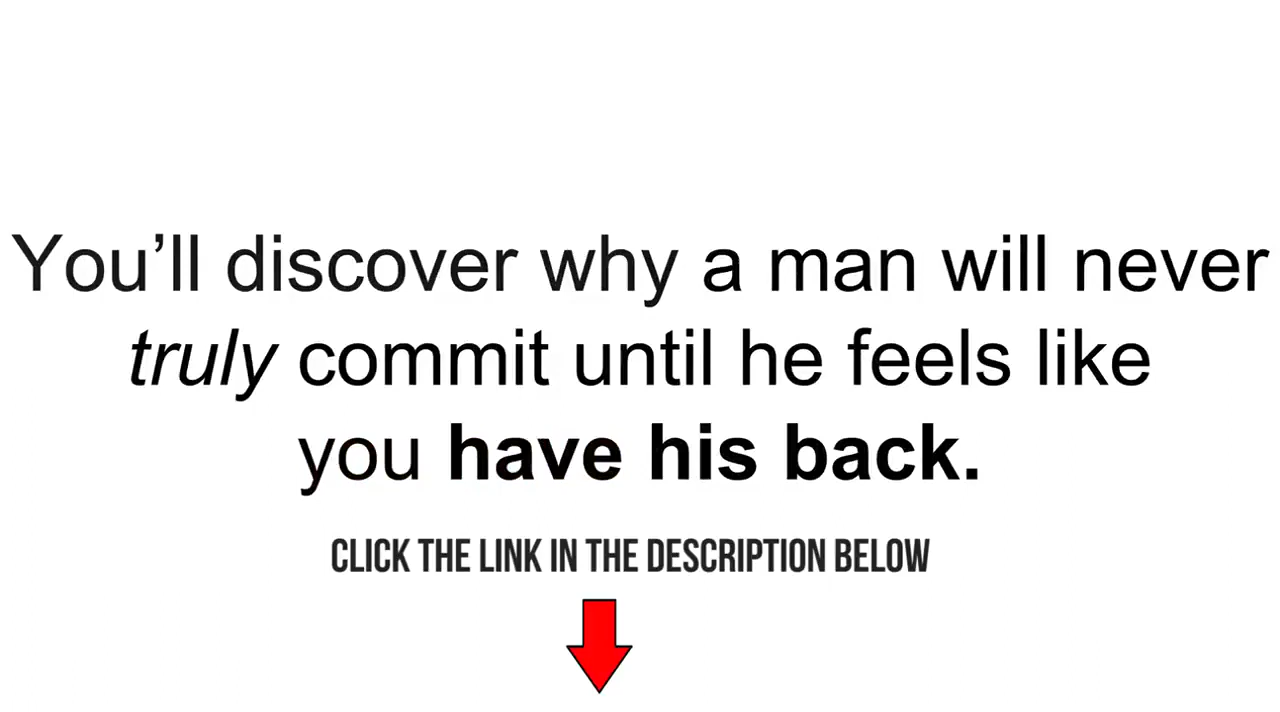 You’ll discover why a man will never
truly commit until he feels like
you have his back.
CLICK THE LINK IN THE DESCRIPTION BELOW